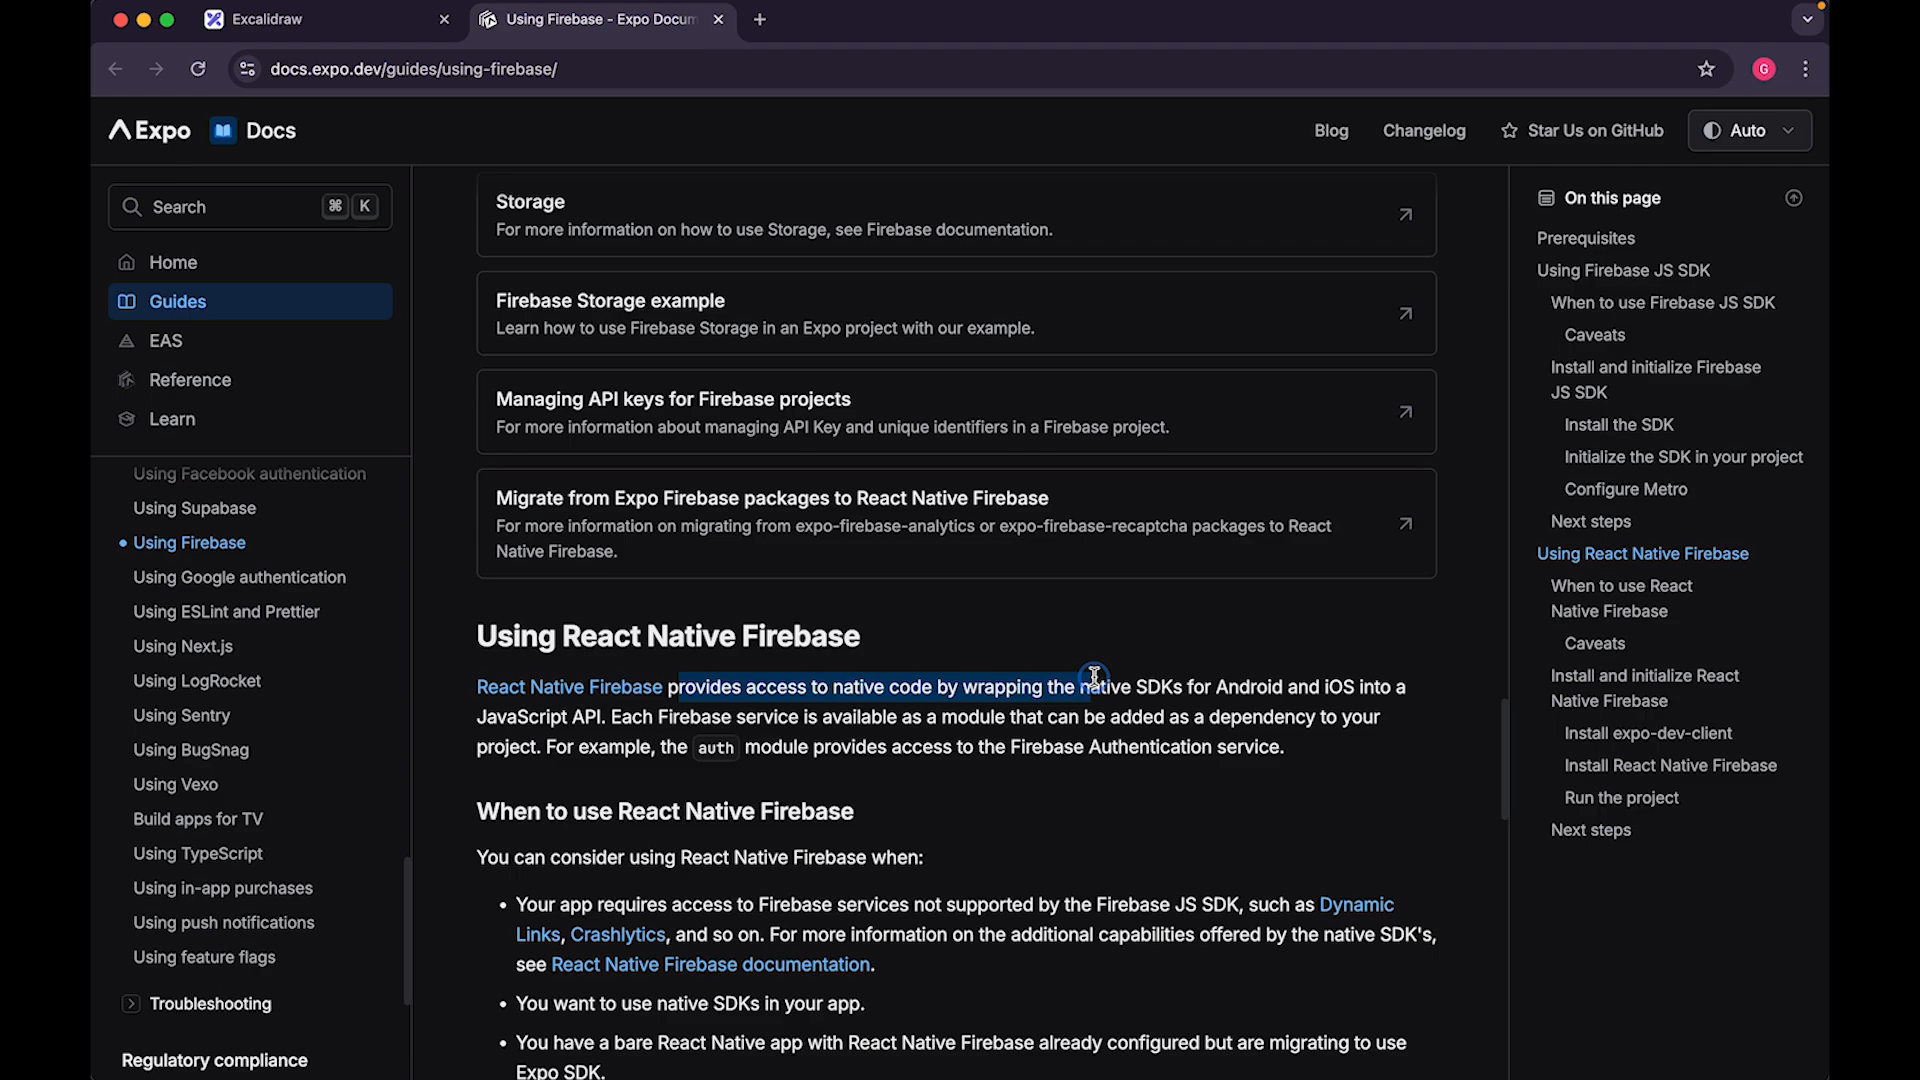 Excalidraw
Using Firebase - Expo Docum
docs.expo.dev/guides/using-firebase/
G
Expo Docs
Blog
Changelog
Star Us on GitHub
Auto
Search ⌘ K
Home
Guides
EAS
Reference
Learn
Using Facebook authentication
Using Supabase
Using Firebase
Using Google authentication
Using ESLint and Prettier
Using Next.js
Using LogRocket
Using Sentry
Using BugSnag
Using Vexo
Build apps for TV
Using TypeScript
Using in-app purchases
Using push notifications
Using feature flags
Troubleshooting
Regulatory compliance
Storage
For more information on how to use Storage, see Firebase documentation.
Firebase Storage example
Learn how to use Firebase Storage in an Expo project with our example.
Managing API keys for Firebase projects
For more information about managing API Key and unique identifiers in a Firebase project.
Migrate from Expo Firebase packages to React Native Firebase
For more information on migrating from expo-firebase-analytics or expo-firebase-recaptcha packages to React
Native Firebase.
Using React Native Firebase
React Native Firebase provides access to native code by wrapping the native SDKs for Android and iOS into a
JavaScript API. Each Firebase service is available as a module that can be added as a dependency to your
project. For example, the auth module provides access to the Firebase Authentication service.
When to use React Native Firebase
You can consider using React Native Firebase when:
• Your app requires access to Firebase services not supported by the Firebase JS SDK, such as Dynamic
Links, Crashlytics, and so on. For more information on the additional capabilities offered by the native SDK's,
see React Native Firebase documentation.
• You want to use native SDKs in your app.
• You have a bare React Native app with React Native Firebase already configured but are migrating to use
Expo SDK.
On this page
Prerequisites
Using Firebase JS SDK
When to use Firebase JS SDK
Caveats
Install and initialize Firebase
JS SDK
Install the SDK
Initialize the SDK in your project
Configure Metro
Next steps
Using React Native Firebase
When to use React
Native Firebase
Caveats
Install and initialize React
Native Firebase
Install expo-dev-client
Install React Native Firebase
Run the project
Next steps